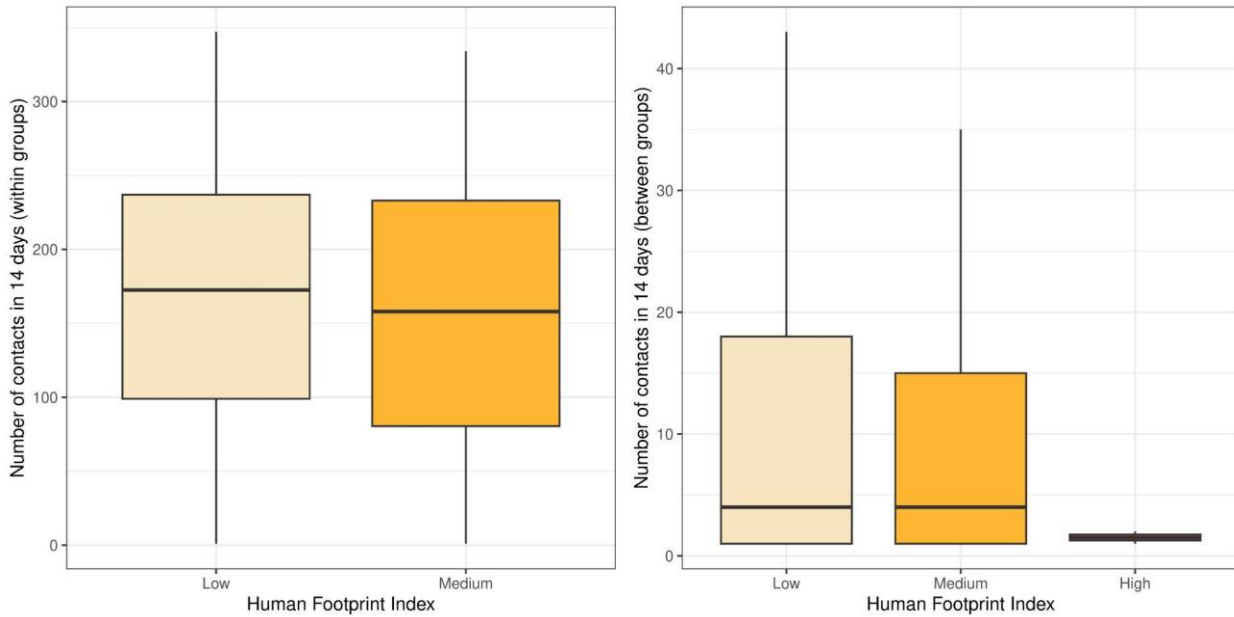 Number of contacts in 14 days (within groups)
300
200
100
0
Low Medium
Human Footprint Index
Number of contacts in 14 days (between groups)
40
30
20
10
0
Low Medium High
Human Footprint Index